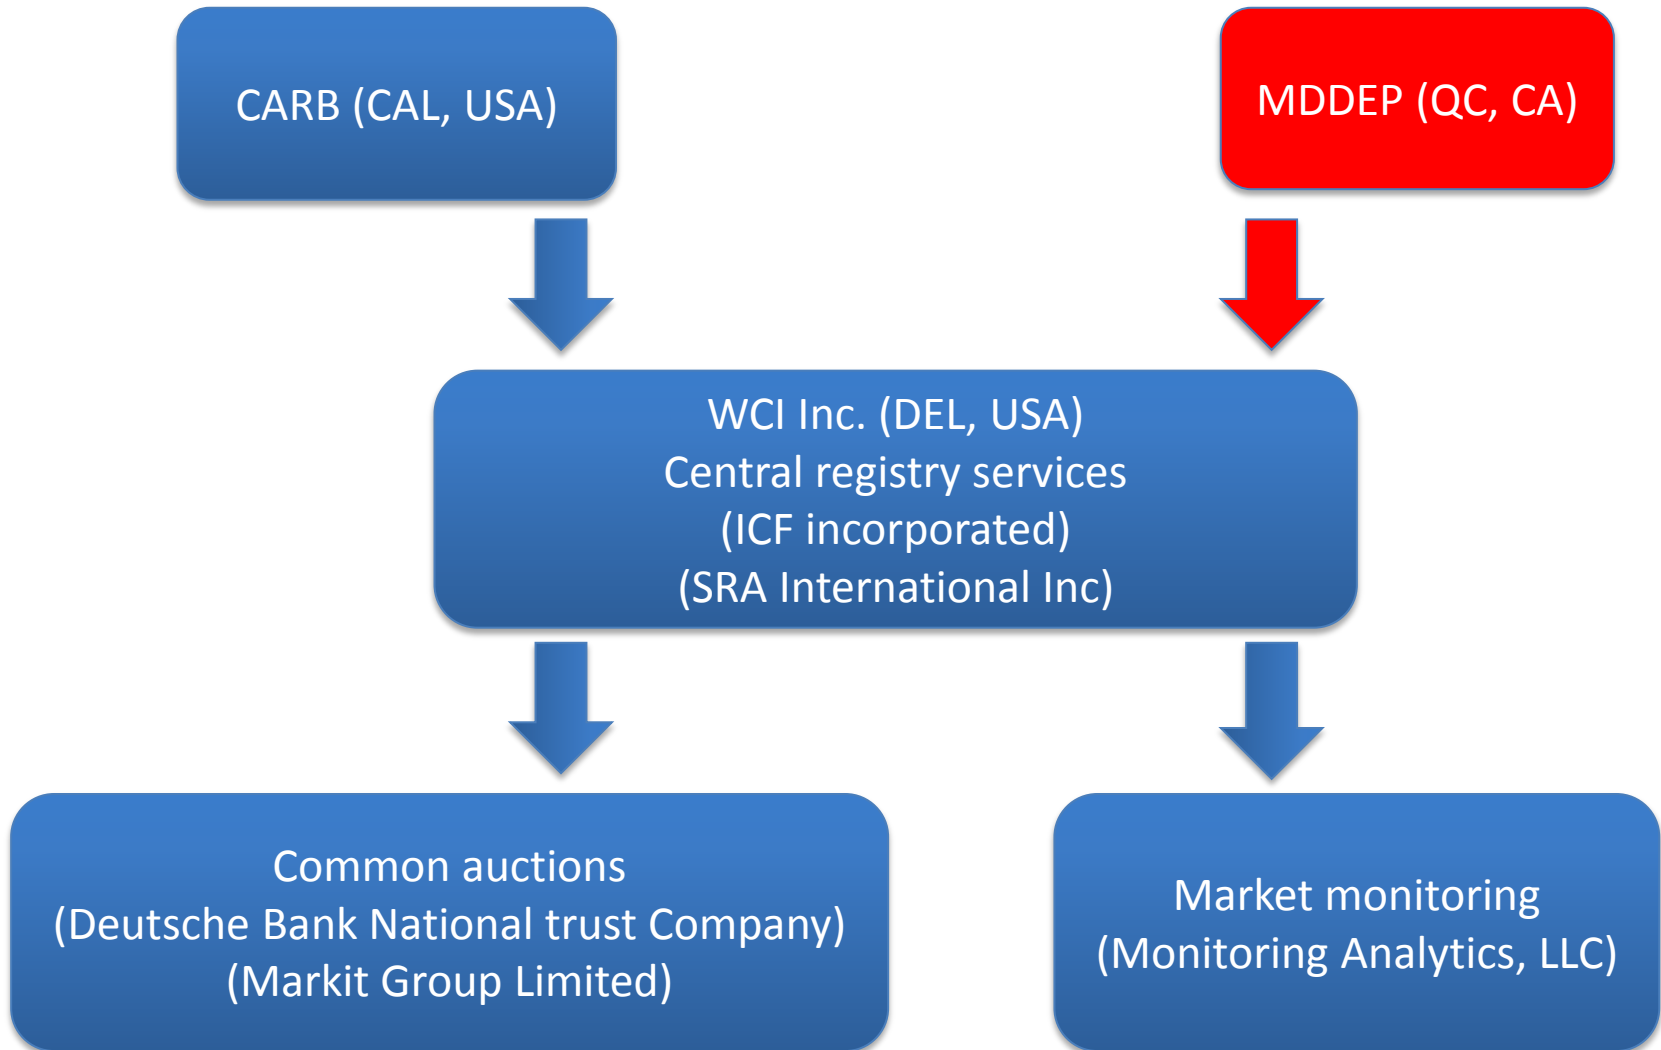 CARB (CAL, USA)
MDDEP (QC, CA)
WCI Inc. (DEL, USA)
Central registry services
(ICF incorporated)
(SRA International Inc)
Common auctions
(Deutsche Bank National trust Company)
(Markit Group Limited)
Market monitoring
(Monitoring Analytics, LLC)